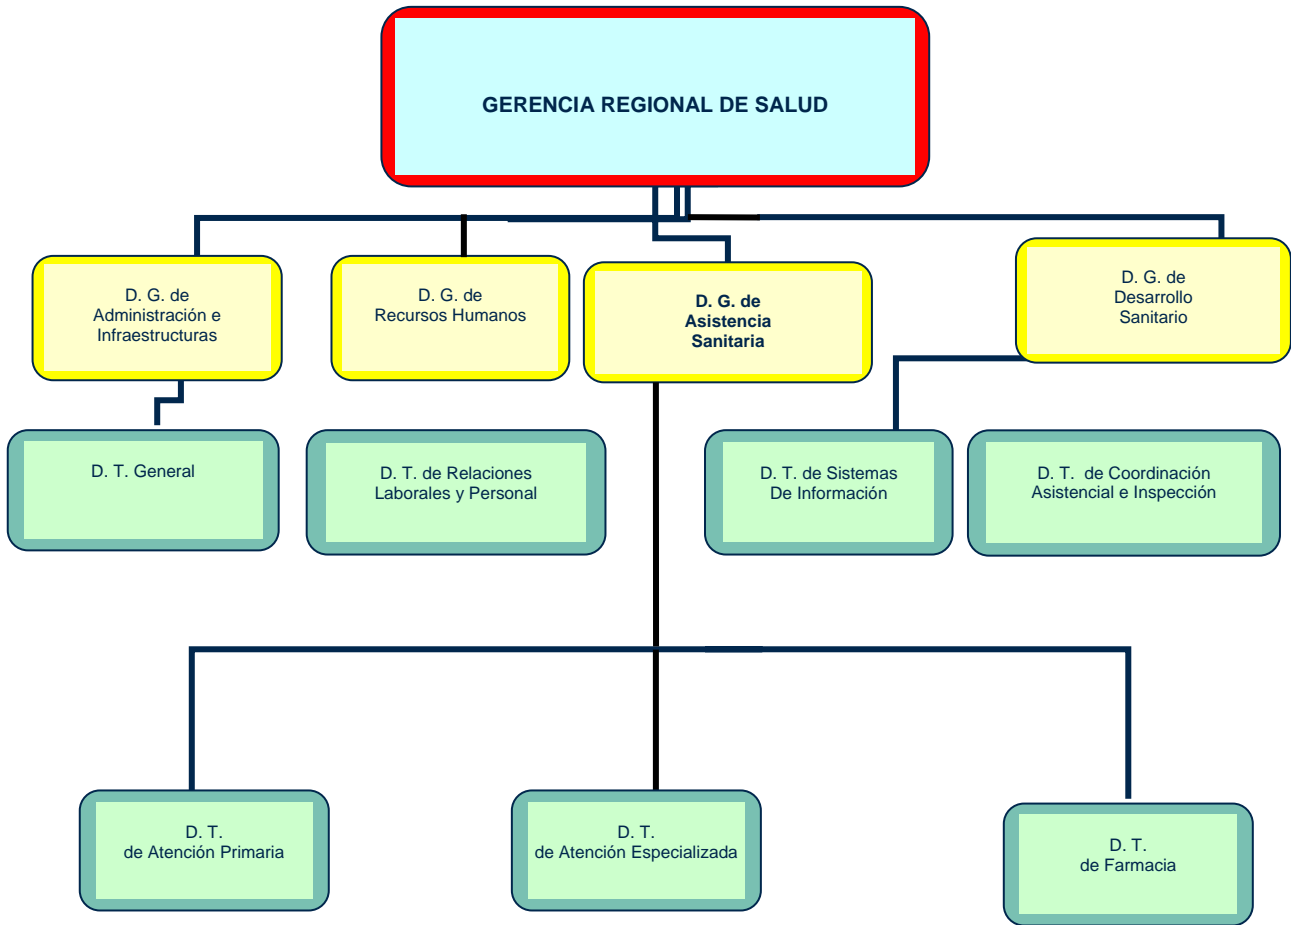 GERENCIA REGIONAL DE SALUD
D. G. de
Administración e
Infraestructuras
D. G. de
Recursos Humanos
D. G. de
Asistencia
Sanitaria
D. G. de
Desarrollo
Sanitario
D. T. General
D. T. de Relaciones
Laborales y Personal
D. T. de Sistemas
De Información
D. T.  de Coordinación
Asistencial e Inspección
D. T.
de Atención Primaria
D. T.
de Atención Especializada
D. T.
de Farmacia